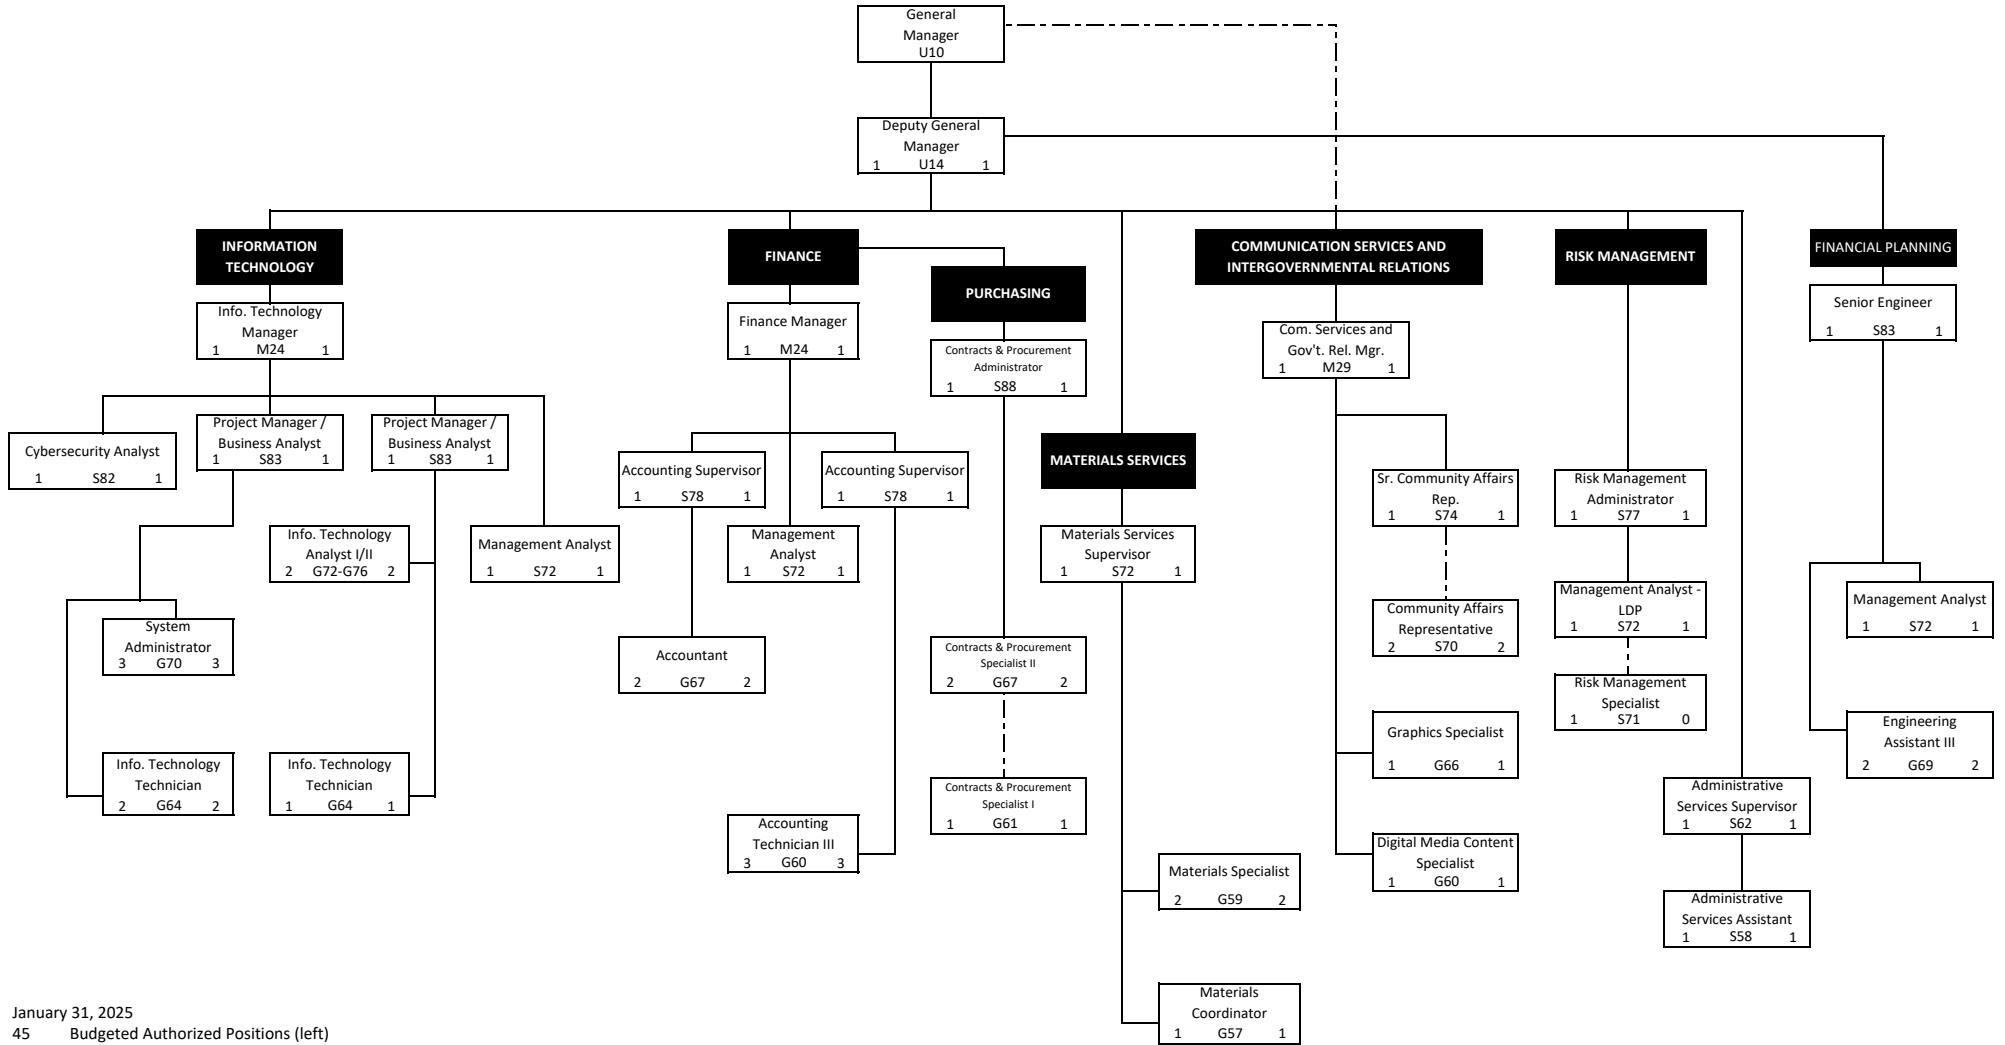 General
Manager
U10
Deputy General
Manager
1 U14 1
INFORMATION
TECHNOLOGY
Info. Technology
Manager
1 M24 1
Cybersecurity Analyst
1 S82 1
Project Manager /
Business Analyst
1 S83 1
Project Manager /
Business Analyst
1 S83 1
Info. Technology
Analyst I/II
2 G72-G76 2
Management Analyst
1 S72 1
System
Administrator
3 G70 3
Info. Technology
Technician
2 G64 2
Info. Technology
Technician
1 G64 1
FINANCE
Finance Manager
1 M24 1
Accounting Supervisor
1 S78 1
Accounting Supervisor
1 S78 1
Management
Analyst
1 S72 1
Accountant
2 G67 2
Accounting
Technician III
3 G60 3
PURCHASING
Contracts & Procurement
Administrator
1 S88 1
Contracts & Procurement
Specialist II
2 G67 2
Contracts & Procurement
Specialist I
1 G61 1
MATERIALS SERVICES
Materials Services
Supervisor
1 S72 1
Materials Specialist
2 G59 2
Materials
Coordinator
1 G57 1
COMMUNICATION SERVICES AND
INTERGOVERNMENTAL RELATIONS
Com. Services and
Gov't. Rel. Mgr.
1 M29 1
Sr. Community Affairs
Rep.
1 S74 1
Community Affairs
Representative
2 S70 2
Graphics Specialist
1 G66 1
Digital Media Content
Specialist
1 G60 1
RISK MANAGEMENT
Risk Management
Administrator
1 S77 1
Management Analyst -
LDP
1 S72 1
Risk Management
Specialist
1 S71 0
Administrative
Services Supervisor
1 S62 1
Administrative
Services Assistant
1 S58 1
FINANCIAL PLANNING
Senior Engineer
1 S83 1
Management Analyst
1 S72 1
Engineering
Assistant III
2 G69 2
January 31, 2025
45 Budgeted Authorized Positions (left)